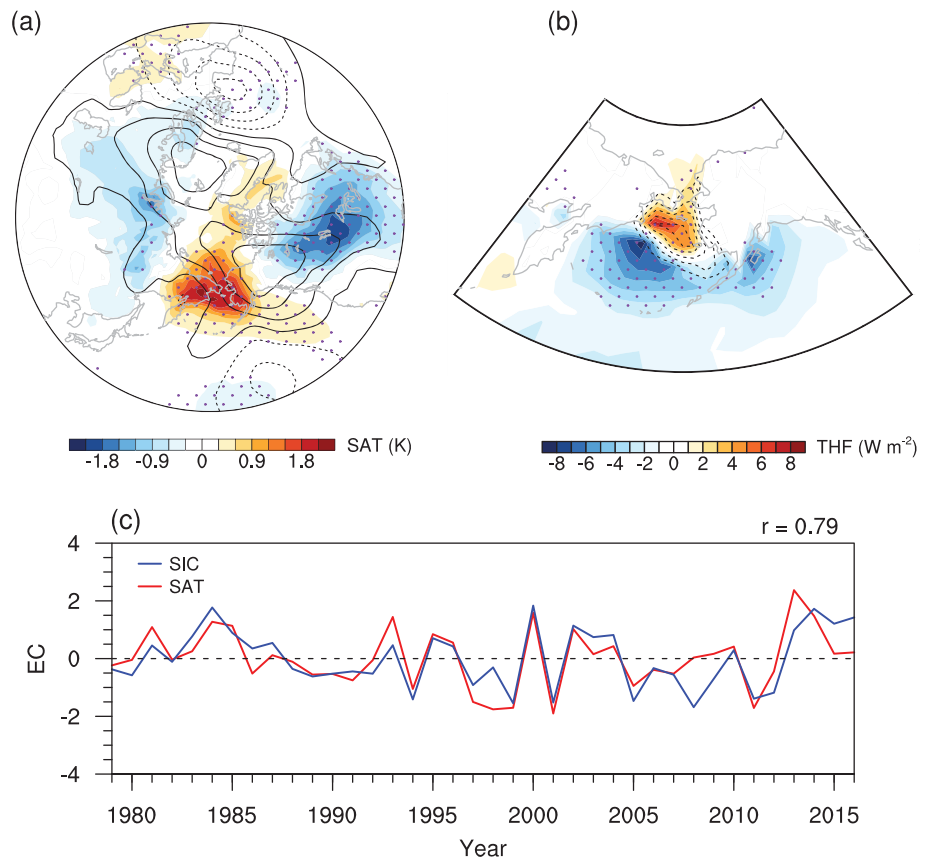 (a)
(b)
-1.8 -0.9 0 0.9 1.8 SAT (K)
-8 -6 -4 -2 0 2 4 6 8 THF (W m-2)
(c)
r = 0.79
SIC
SAT
4
2
0
-2
-4
EC
1980 1985 1990 1995 2000 2005 2010 2015
Year